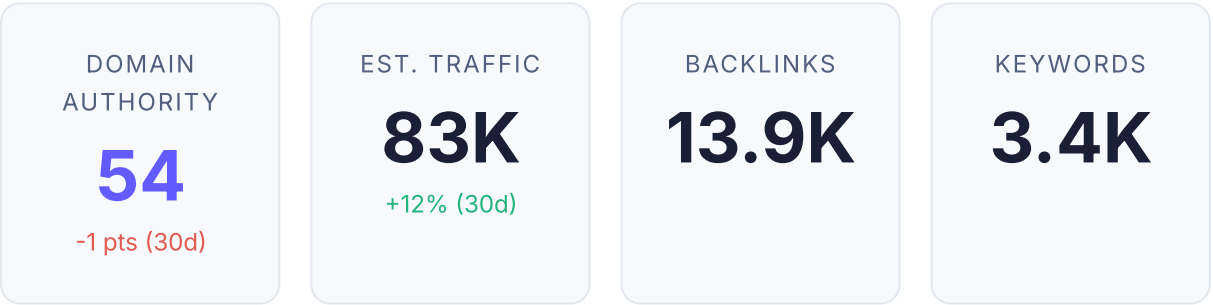 DOMAIN
AUTHORITY
54
-1 pts (30d)
EST. TRAFFIC
83K
+12% (30d)
BACKLINKS
13.9K
KEYWORDS
3.4K